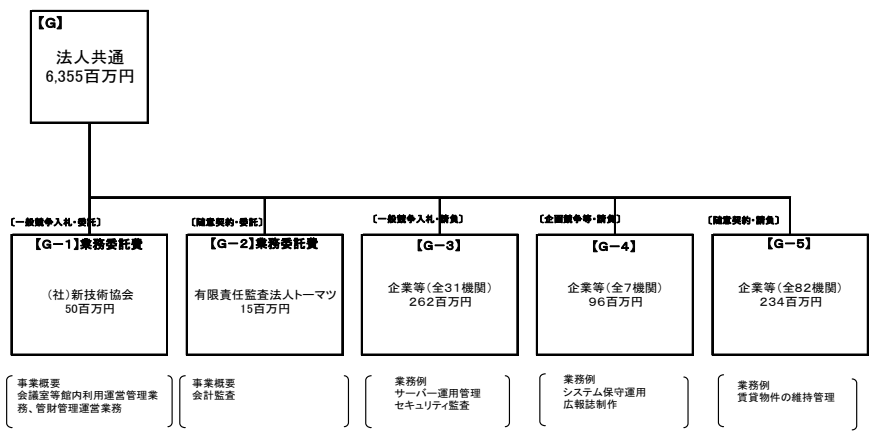 【G】
法人共通
6,355百万円
〔一般競争入札・委託〕
〔随意契約・委託〕
〔一般競争入札・請負〕
〔企画競争等・請負〕
〔随意契約・請負〕
【G－1】業務委託費
(社)新技術協会
50百万円
【G－2】業務委託費
有限責任監査法人トーマツ
15百万円
【G－3】
企業等(全31機関)
262百万円
【G－4】
企業等(全7機関)
96百万円
【G－5】
企業等(全82機関)
234百万円
事業概要
会議室等館内利用運営管理業
務、管財管理運営業務
事業概要
会計監査
業務例
サーバー運用管理
セキュリティ監査
業務例
システム保守運用
広報誌制作
業務例
賃貸物件の維持管理